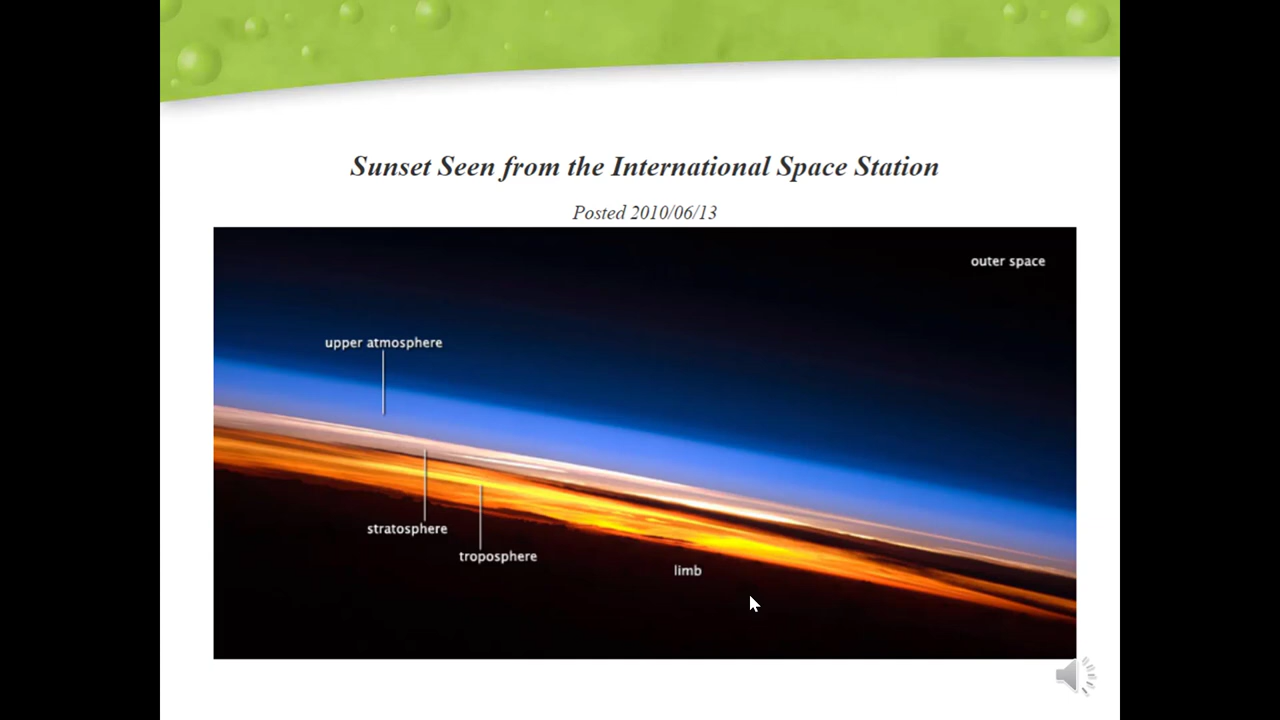 Sunset Seen from the International Space Station
Posted 2010/06/13
outer space
upper atmosphere
stratosphere
troposphere
limb